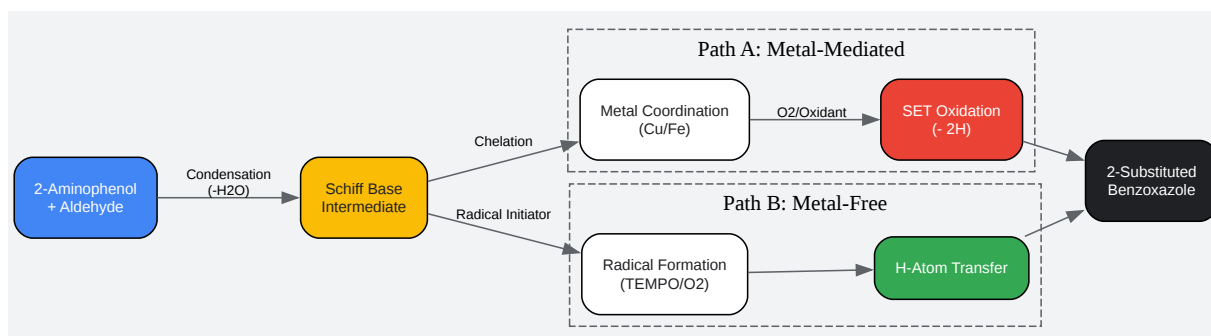 2-Aminophenol
+ Aldehyde
Condensation
(-H2O)
Schiff Base
Intermediate
Chelation
Radical Initiator
Path A: Metal-Mediated
Metal Coordination
(Cu/Fe)
O2/Oxidant
SET Oxidation
(- 2H)
Path B: Metal-Free
Radical Formation
(TEMPO/O2)
H-Atom Transfer
2-Substituted
Benzoxazole